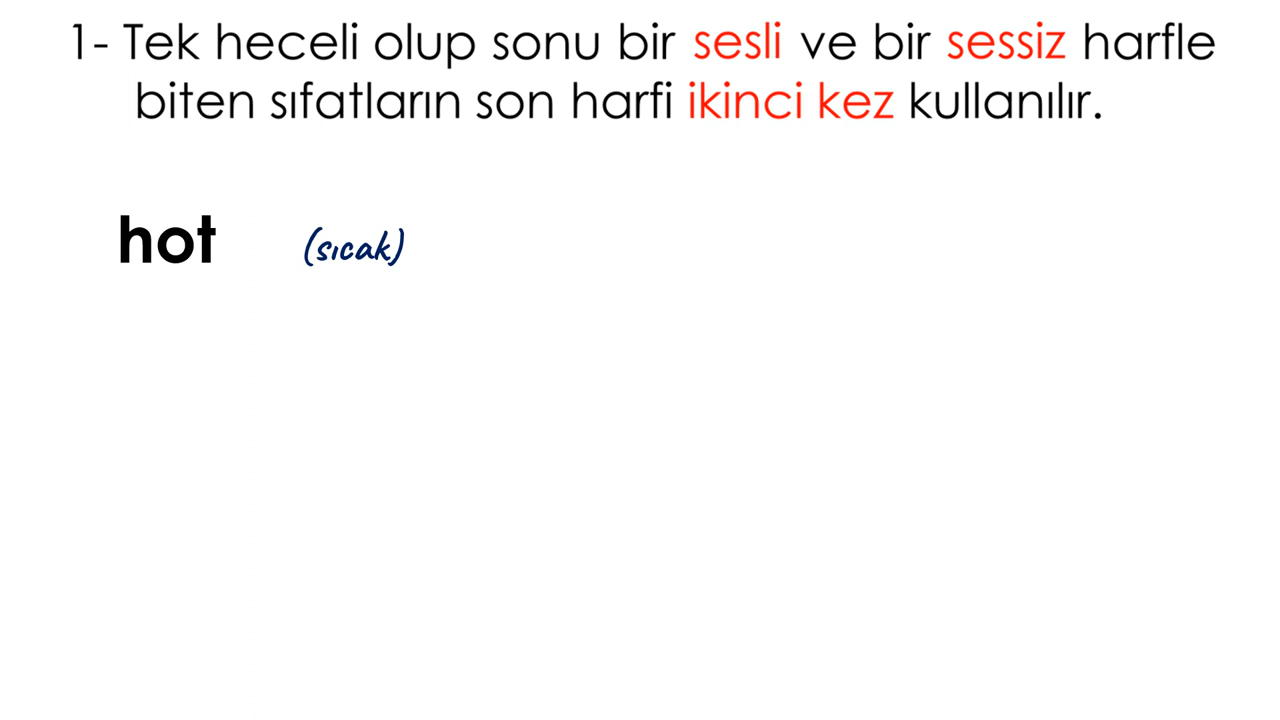 1- Tek heceli olup sonu bir sesli ve bir sessiz harfle
biten sıfatların son harfi ikinci kez kullanılır.
hot (sıcak)